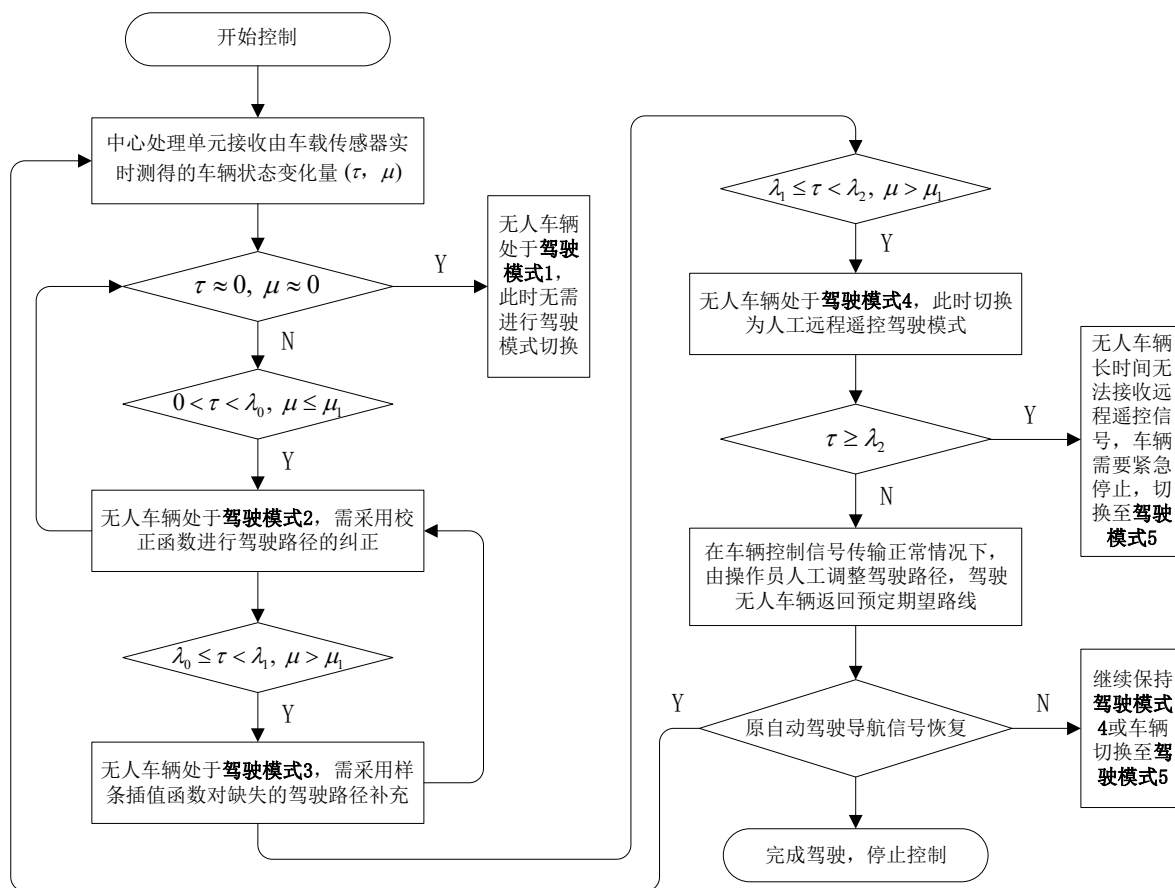 开始控制
中心处理单元接收由车载传感器实
时测得的车辆状态变化量 (τ, μ)
τ ≈ 0, μ ≈ 0
Y
无人车辆
处于驾驶
模式1，
此时无需
进行驾驶
模式切换
N
0 < τ < λ₀, μ ≤ μ₁
Y
无人车辆处于驾驶模式2，需采用校
正函数进行驾驶路径的纠正
λ₀ ≤ τ < λ₁, μ > μ₁
Y
无人车辆处于驾驶模式3，需采用样
条插值函数对缺失的驾驶路径补充
λ₁ ≤ τ < λ₂, μ > μ₁
Y
无人车辆处于驾驶模式4，此时切换
为人工远程遥控驾驶模式
τ ≥ λ₂
Y
无人车辆
长时间无
法接收远
程遥控信
号，车辆
需要紧急
停止，切
换至驾驶
模式5
N
在车辆控制信号传输正常情况下，
由操作员人工调整驾驶路径，驾驶
无人车辆返回预定期望路线
Y
原自动驾驶导航信号恢复
N
继续保持
驾驶模式
4或车辆
切换至驾
驶模式5
完成驾驶，停止控制